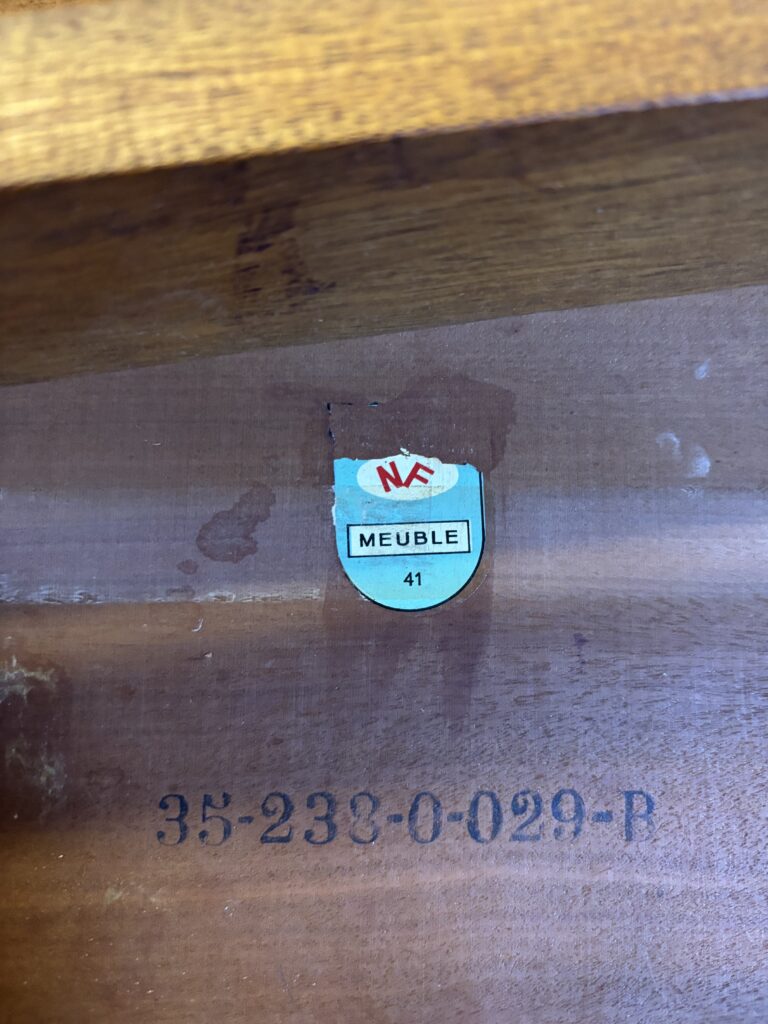 NF
MEUBLE
41
35-238-0-029-B